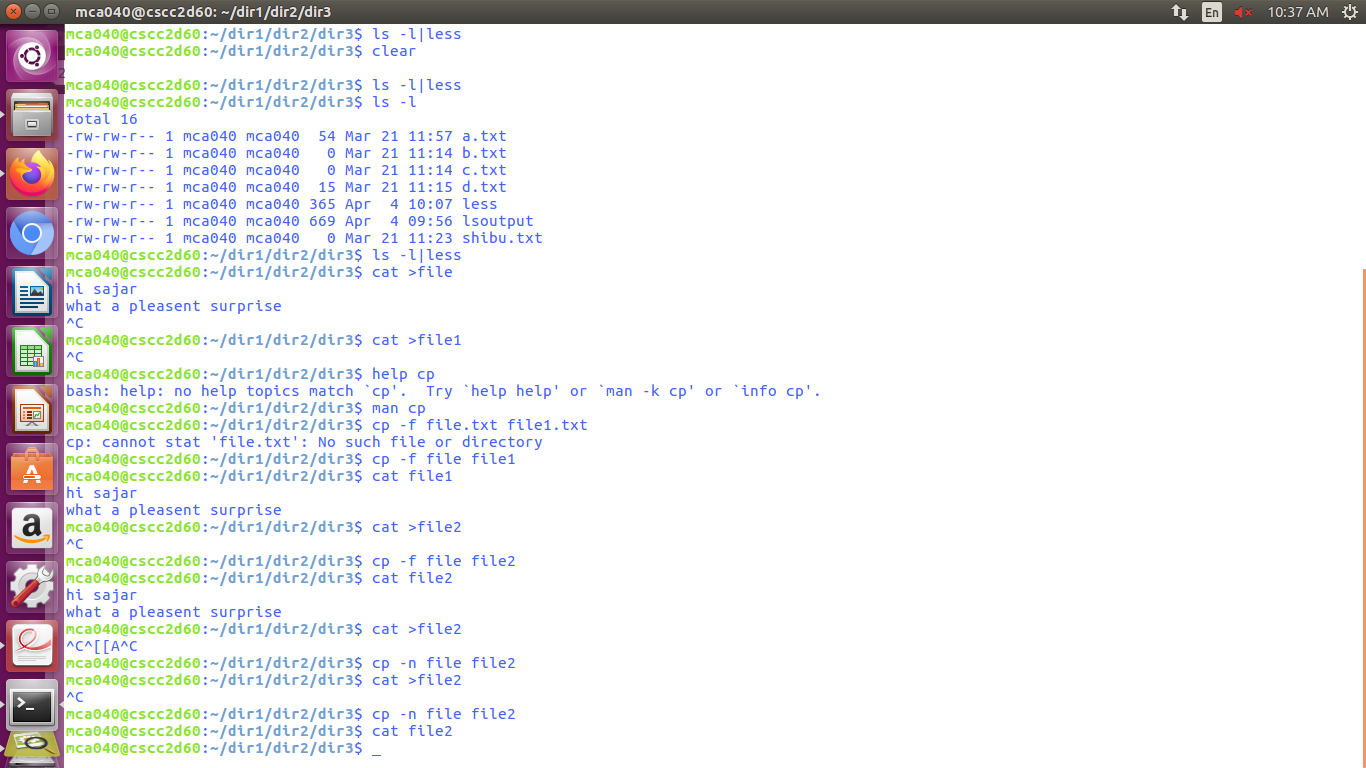 mca040@cscc2d60: ~/dir1/dir2/dir3
En
10:37 AM
mca040@cscc2d60:~/dir1/dir2/dir3$ ls -l|less
mca040@cscc2d60:~/dir1/dir2/dir3$ clear
mca040@cscc2d60:~/dir1/dir2/dir3$ ls -l|less
mca040@cscc2d60:~/dir1/dir2/dir3$ ls -l
total 16
-rw-rw-r-- 1 mca040 mca040  54 Mar 21 11:57 a.txt
-rw-rw-r-- 1 mca040 mca040   0 Mar 21 11:14 b.txt
-rw-rw-r-- 1 mca040 mca040   0 Mar 21 11:14 c.txt
-rw-rw-r-- 1 mca040 mca040  15 Mar 21 11:15 d.txt
-rw-rw-r-- 1 mca040 mca040 365 Apr  4 10:07 less
-rw-rw-r-- 1 mca040 mca040 669 Apr  4 09:56 lsoutput
-rw-rw-r-- 1 mca040 mca040   0 Mar 21 11:23 shibu.txt
mca040@cscc2d60:~/dir1/dir2/dir3$ ls -l|less
mca040@cscc2d60:~/dir1/dir2/dir3$ cat >file
hi sajar
what a pleasent surprise
^C
mca040@cscc2d60:~/dir1/dir2/dir3$ cat >file1
^C
mca040@cscc2d60:~/dir1/dir2/dir3$ help cp
bash: help: no help topics match `cp'.  Try `help help' or `man -k cp' or `info cp'.
mca040@cscc2d60:~/dir1/dir2/dir3$ man cp
mca040@cscc2d60:~/dir1/dir2/dir3$ cp -f file.txt file1.txt
cp: cannot stat 'file.txt': No such file or directory
mca040@cscc2d60:~/dir1/dir2/dir3$ cp -f file file1
mca040@cscc2d60:~/dir1/dir2/dir3$ cat file1
hi sajar
what a pleasent surprise
mca040@cscc2d60:~/dir1/dir2/dir3$ cat >file2
^C
mca040@cscc2d60:~/dir1/dir2/dir3$ cp -f file file2
mca040@cscc2d60:~/dir1/dir2/dir3$ cat file2
hi sajar
what a pleasent surprise
mca040@cscc2d60:~/dir1/dir2/dir3$ cat >file2
^C^[[A^C
mca040@cscc2d60:~/dir1/dir2/dir3$ cp -n file file2
mca040@cscc2d60:~/dir1/dir2/dir3$ cat >file2
^C
mca040@cscc2d60:~/dir1/dir2/dir3$ cp -n file file2
mca040@cscc2d60:~/dir1/dir2/dir3$ cat file2
mca040@cscc2d60:~/dir1/dir2/dir3$ _